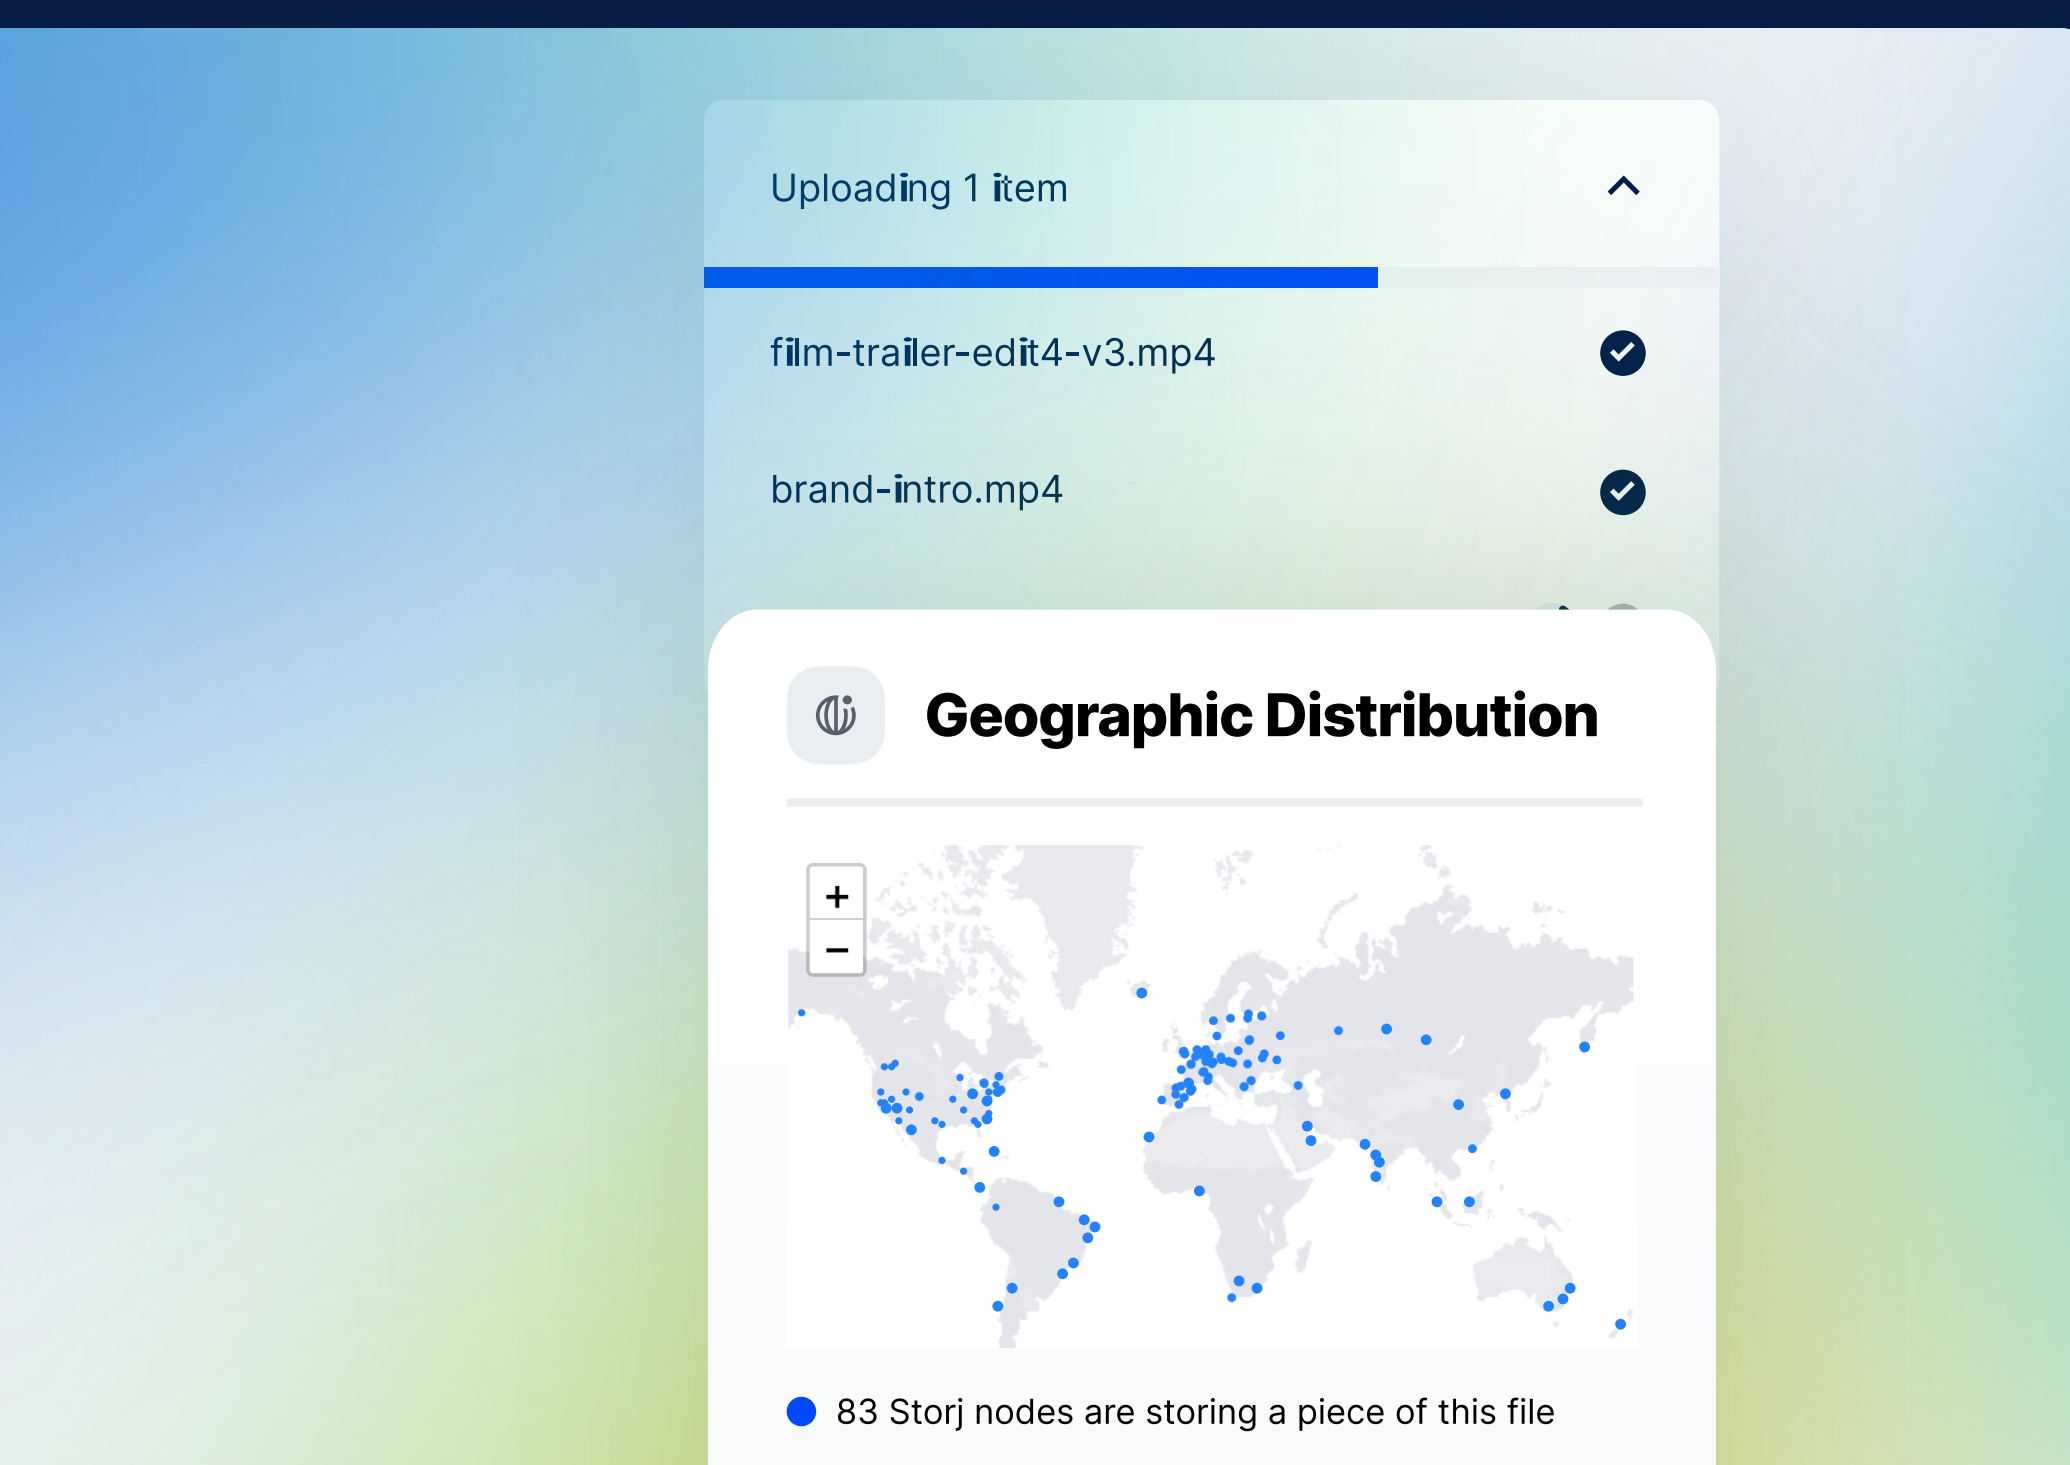 Uploading 1 item
film-trailer-edit4-v3.mp4
brand-intro.mp4
Geographic Distribution
+
−
83 Storj nodes are storing a piece of this file